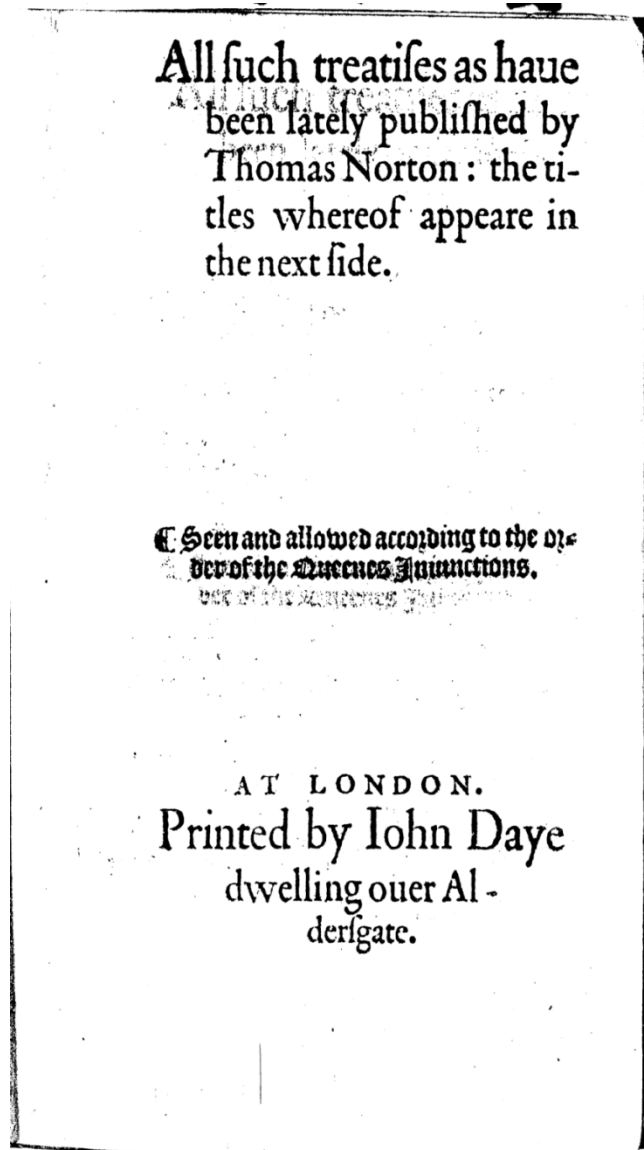 All ſuch treatiſes as haue
been lately publiſhed by
Thomas Norton: the ti-
tles whereof appeare in
the next ſide.
¶ Seen and allowed according to the or-
der of the Queenes Iniunctions.
AT LONDON.
Printed by Iohn Daye
dwelling ouer Al-
derſgate.